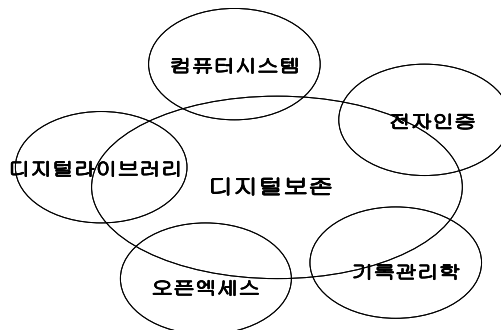 컴퓨터시스템
전자인증
디지털라이브러리
디지털보존
기록관리학
오픈엑세스